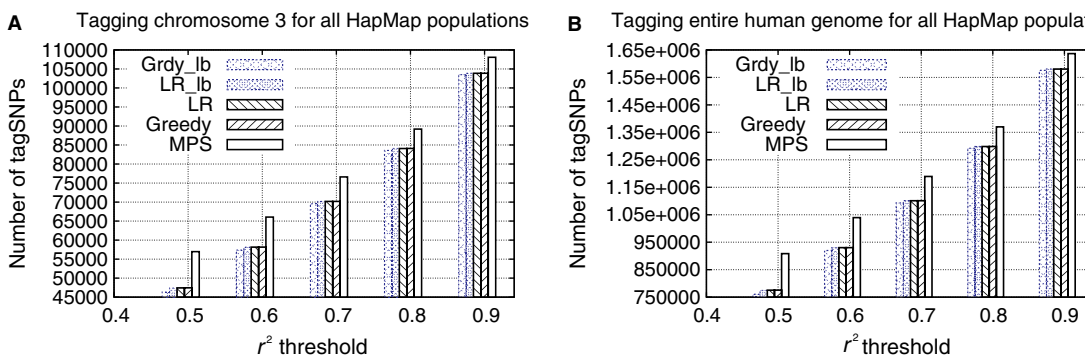 A
Tagging chromosome 3 for all HapMap populations
Number of tagSNPs
110000
105000
100000
95000
90000
85000
80000
75000
70000
65000
60000
55000
50000
45000
Grdy_lb
LR_lb
LR
Greedy
MPS
0.4 0.5 0.6 0.7 0.8 0.9
r² threshold
B
Tagging entire human genome for all HapMap popula
Number of tagSNPs
1.65e+006
1.55e+006
1.45e+006
1.35e+006
1.25e+006
1.15e+006
1.05e+006
950000
850000
750000
Grdy_lb
LR_lb
LR
Greedy
MPS
0.4 0.5 0.6 0.7 0.8 0.9
r² threshold